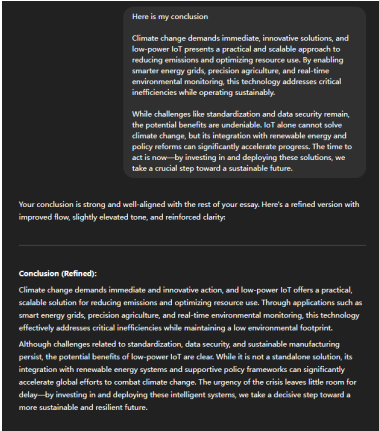 Here is my conclusion
Climate change demands immediate, innovative solutions, and
low-power IoT presents a practical and scalable approach to
reducing emissions and optimizing resource use. By enabling
smarter energy grids, precision agriculture, and real-time
environmental monitoring, this technology addresses critical
inefficiencies while operating sustainably.
While challenges like standardization and data security remain,
the potential benefits are undeniable. IoT alone cannot solve
climate change, but its integration with renewable energy and
policy reforms can significantly accelerate progress. The time to
act is now—by investing in and deploying these solutions, we
take a crucial step toward a sustainable future.
Your conclusion is strong and well-aligned with the rest of your essay. Here's a refined version with
improved flow, slightly elevated tone, and reinforced clarity:
Conclusion (Refined):
Climate change demands immediate and innovative action, and low-power IoT offers a practical,
scalable solution for reducing emissions and optimizing resource use. Through applications such as
smart energy grids, precision agriculture, and real-time environmental monitoring, this technology
effectively addresses critical inefficiencies while maintaining a low environmental footprint.
Although challenges related to standardization, data security, and sustainable manufacturing
persist, the potential benefits of low-power IoT are clear. While it is not a standalone solution, its
integration with renewable energy systems and supportive policy frameworks can significantly
accelerate global efforts to combat climate change. The urgency of the crisis leaves little room for
delay—by investing in and deploying these intelligent systems, we take a decisive step toward a
more sustainable and resilient future.